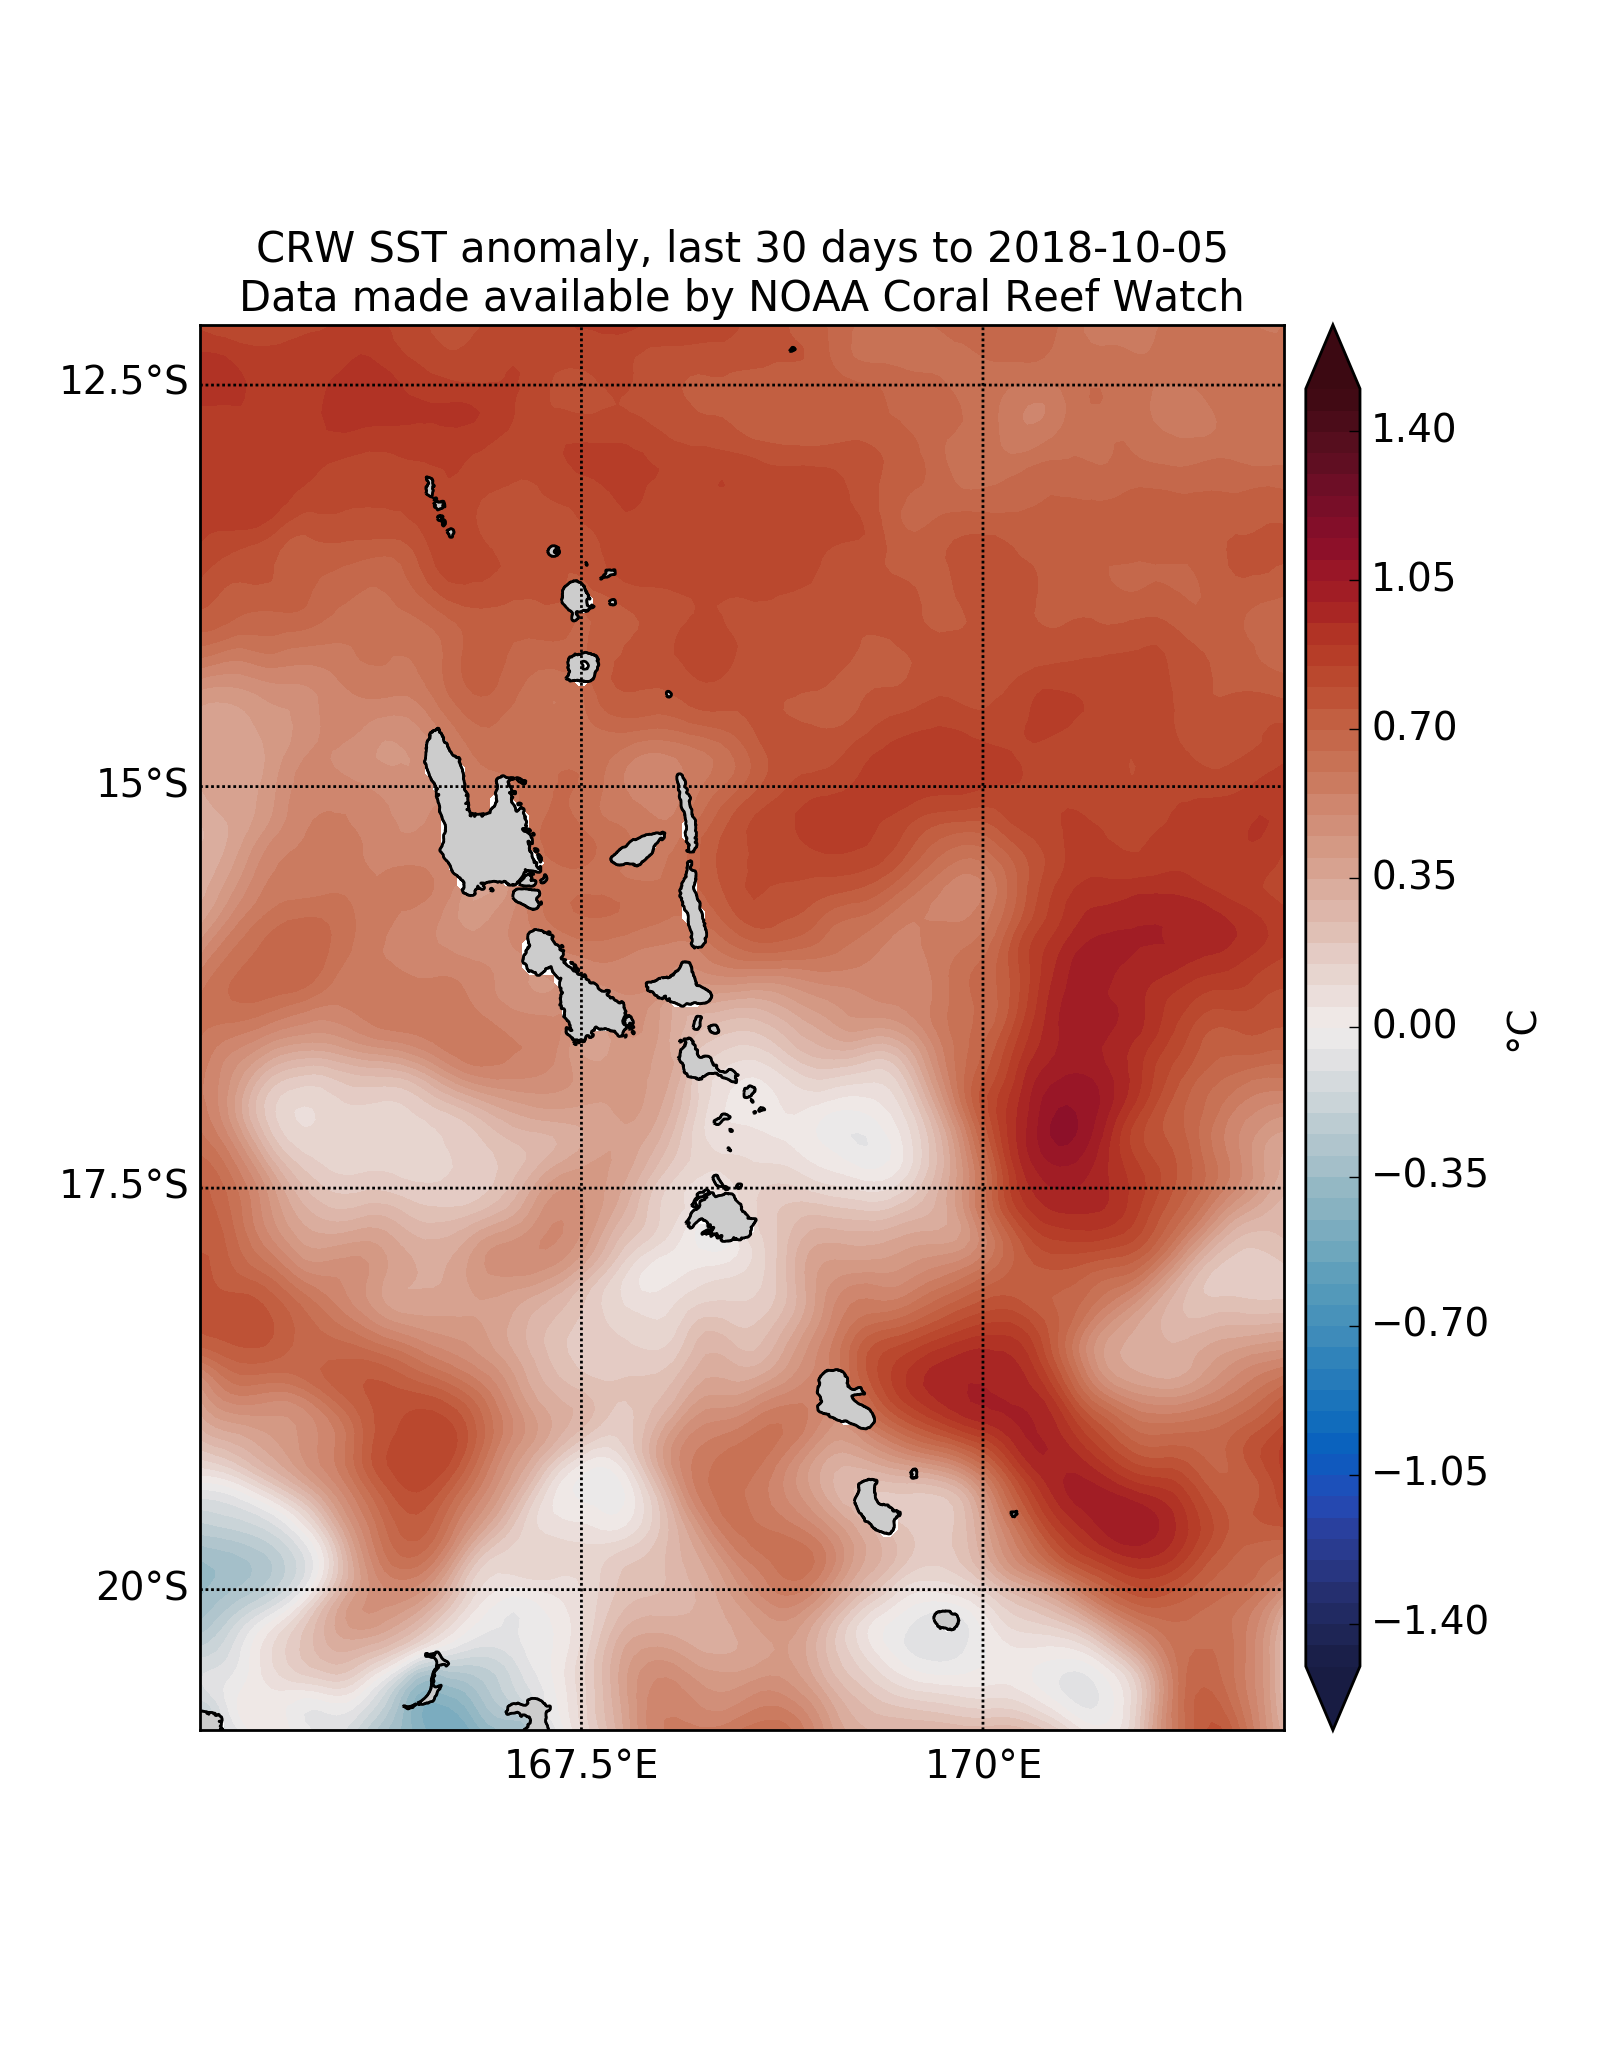 CRW SST anomaly, last 30 days to 2018-10-05
Data made available by NOAA Coral Reef Watch
12.5°S
15°S
17.5°S
20°S
167.5°E
170°E
1.40
1.05
0.70
0.35
0.00
−0.35
−0.70
−1.05
−1.40
°C